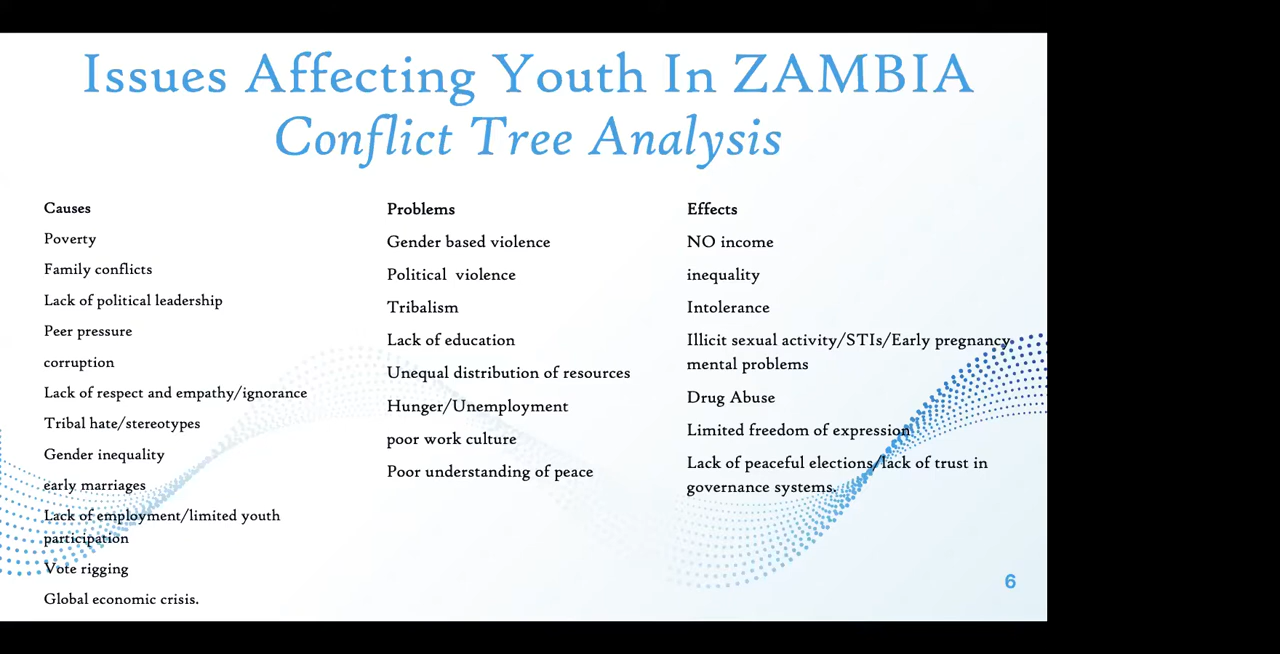 Issues Affecting Youth In ZAMBIA
Conflict Tree Analysis
Causes
Poverty
Family conflicts
Lack of political leadership
Peer pressure
corruption
Lack of respect and empathy/ignorance
Tribal hate/stereotypes
Gender inequality
early marriages
Lack of employment/limited youth
participation
Vote rigging
Global economic crisis.
Problems
Gender based violence
Political violence
Tribalism
Lack of education
Unequal distribution of resources
Hunger/Unemployment
poor work culture
Poor understanding of peace
Effects
NO income
inequality
Intolerance
Illicit sexual activity/STIs/Early pregnancy
mental problems
Drug Abuse
Limited freedom of expression
Lack of peaceful elections/lack of trust in
governance systems.
6